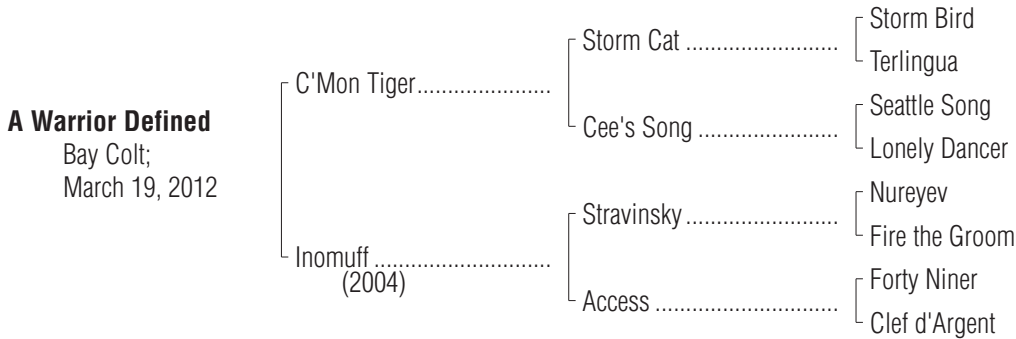 Storm Bird
Storm Cat ..........................
Terlingua
C'Mon Tiger.......................
Seattle Song
A Warrior Defined
Cee's Song ........................
Bay Colt;
Lonely Dancer
March 19, 2012
Nureyev
Stravinsky ..........................
Fire the Groom
Inomuff ..............................
(2004)
Forty Niner
Access ...............................
Clef d'Argent